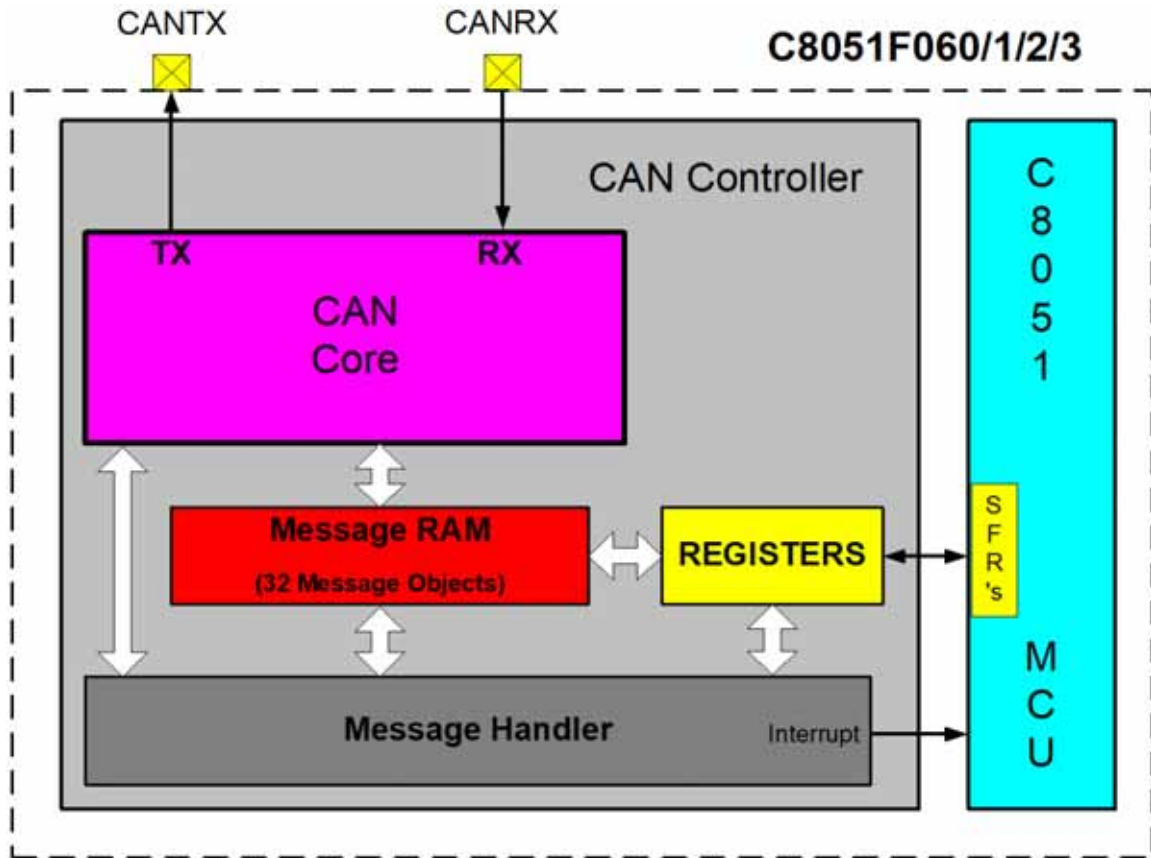 CANTX
CANRX
C8051F060/1/2/3
CAN Controller
TX
RX
CAN
Core
Message RAM
(32 Message Objects)
REGISTERS
Message Handler
Interrupt
C
8
0
5
1
S
F
R
's
M
C
U